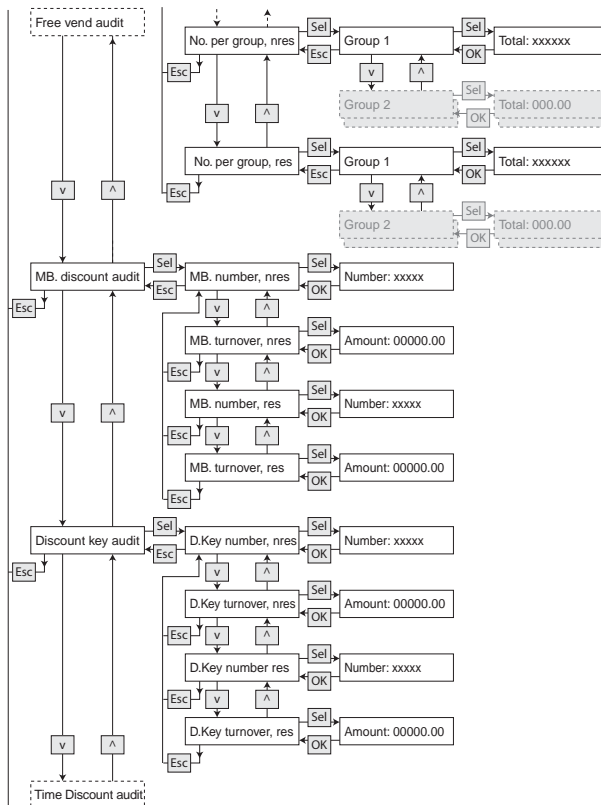 Free vend audit
No. per group, nres
Sel
Esc
Group 1
Total: xxxxxx
OK
Esc
v
^
v
^
Group 2
Sel
OK
Total: 000.00
No. per group, res
Sel
Esc
Group 1
Sel
OK
Total: xxxxxx
Esc
v
^
v
^
Group 2
Sel
OK
Total: 000.00
MB. discount audit
Sel
Esc
MB. number, nres
Sel
OK
Number: xxxxx
Esc
v
^
MB. turnover, nres
Sel
OK
Amount: 00000.00
Esc
v
^
MB. number, res
Sel
OK
Number: xxxxx
v
^
v
^
MB. turnover, res
Sel
OK
Amount: 00000.00
Esc
Discount key audit
Sel
Esc
D.Key number, nres
Sel
OK
Number: xxxxx
Esc
v
^
D.Key turnover, nres
Sel
OK
Amount: 00000.00
Esc
v
^
D.Key number res
Sel
OK
Number: xxxxx
Esc
v
^
D.Key turnover, res
Sel
OK
Amount: 00000.00
v
^
Esc
Time Discount audit